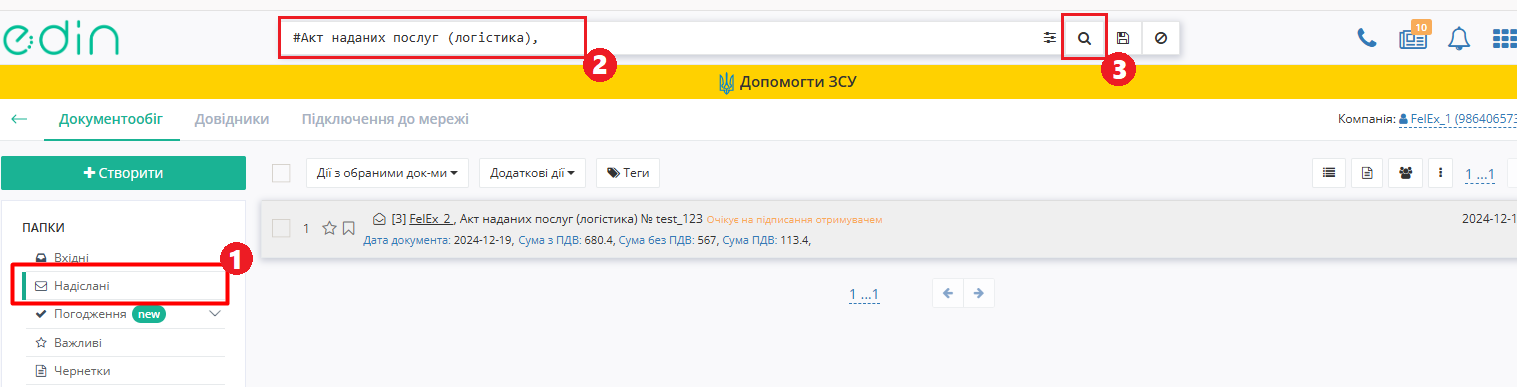 edin
#Акт наданих послуг (логістика),
2
3
10
Допомогти ЗСУ
Документообіг Довідники Підключення до мережі
Компанія: FelEx_1 (986406573
Створити
Дії з обраними док-ми Додаткові дії Теги
1 ...1
ПАПКИ
1 [3] FelEx_2 , Акт наданих послуг (логістика) № test_123 Очікує на підписання отримувачем
2024-12-1
Дата документа: 2024-12-19, Сума з ПДВ: 680.4, Сума без ПДВ: 567, Сума ПДВ: 113.4,
Вхідні
1
Надіслані
1 ...1
Погодження new
Важливі
Чернетки